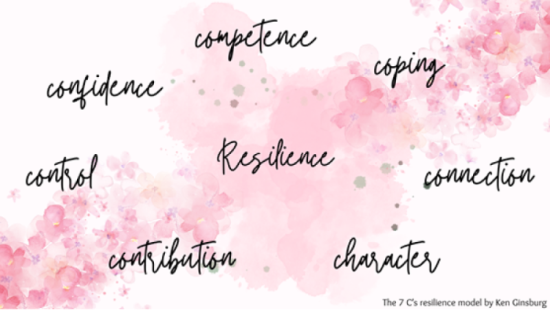 competence
coping
confidence
Resilience
control
connection
contribution
character
The 7 C's resilience model by Ken Ginsburg